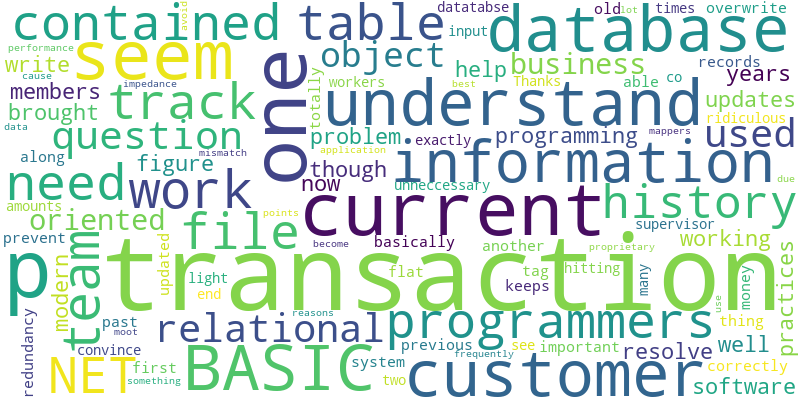 contained
table
datatabse
old
lot
times
overwrite
performance
seem
avoid
object
input
database
records
write
cause
impedance
workers
help
business
Thanks
able
co
years
members
track
one
totally
understand
updates
brought
question
data
mismatch
problem
exactly
programming
mappers
ridiculous
used
along
figure
application
best
though
information
due
need
work
now
unneccessary
history
amounts
oriented
file
points
current
supervisor
prevent
team
become
basically
another
proprietary
working
practices
p
transaction
modern
updated
light
flat
keeps
tag
hitting
many
use
money
end
redundancy
past
moot
reasons
relational
programmers
see
important
thing
convince
first
something
NET
BASIC
system
previous
frequently
two
customer
resolve
well
correctly
software